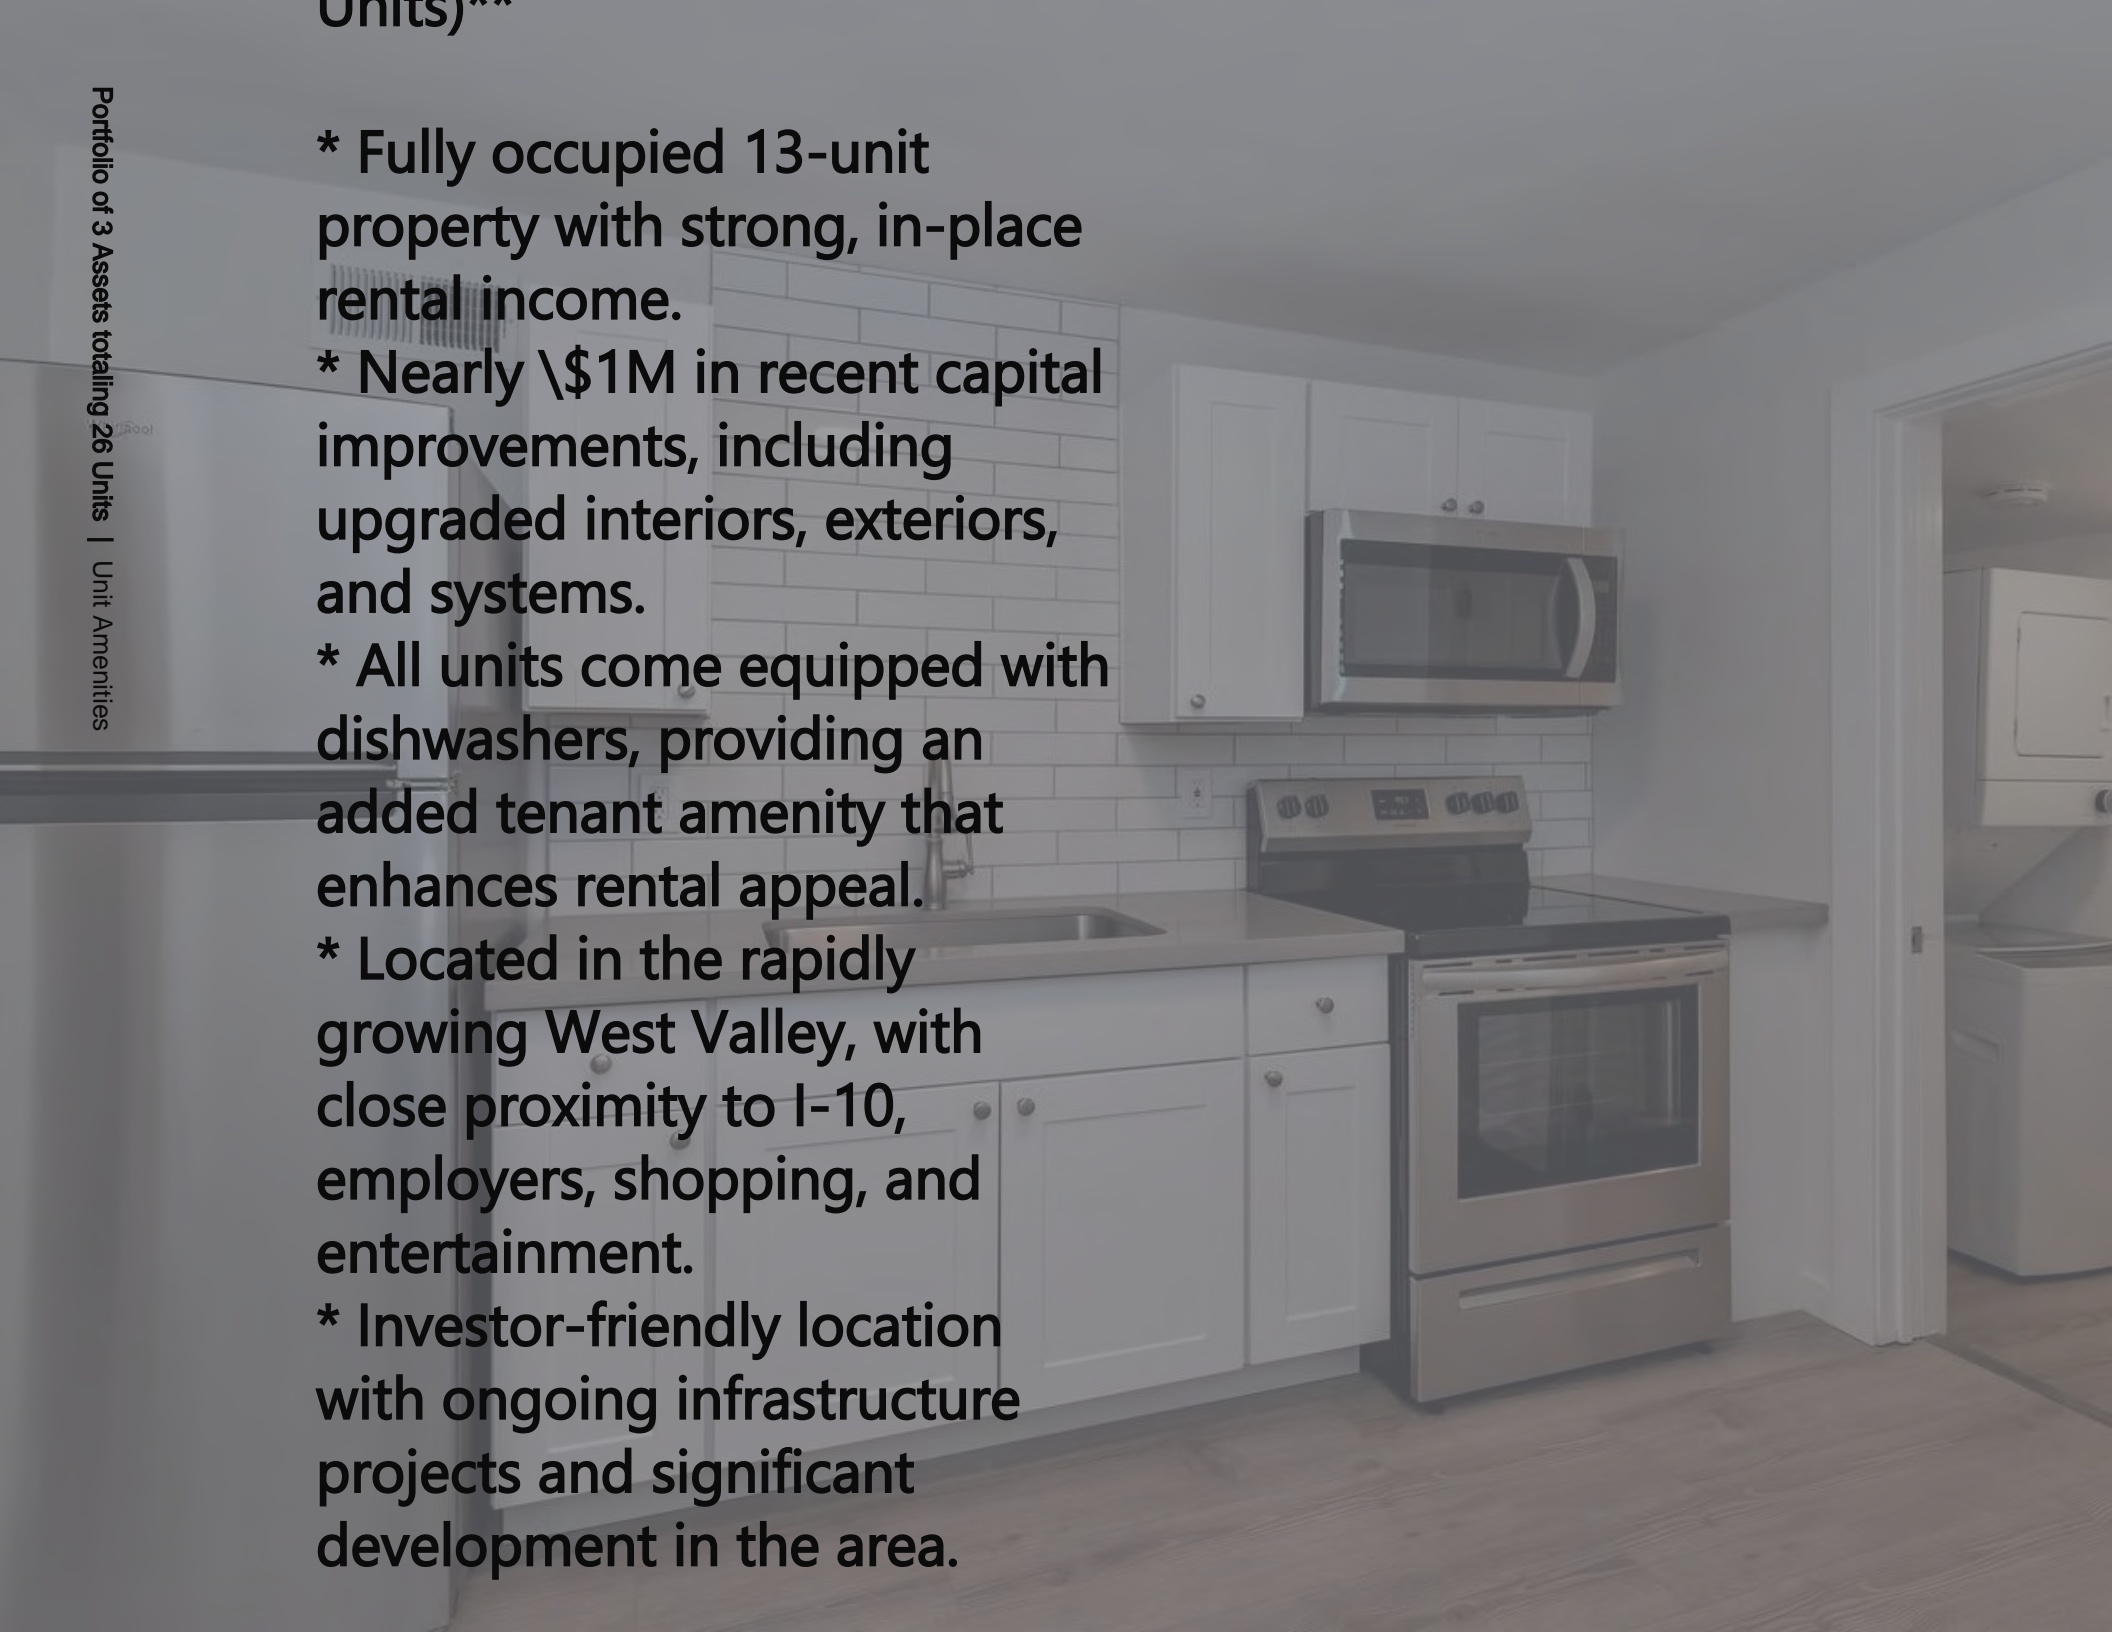 Units)**
Portfolio of 3 Assets totaling 26 Units | Unit Amenities
* Fully occupied 13-unit
property with strong, in-place
rental income.
* Nearly \$1M in recent capital
improvements, including
upgraded interiors, exteriors,
and systems.
* All units come equipped with
dishwashers, providing an
added tenant amenity that
enhances rental appeal.
* Located in the rapidly
growing West Valley, with
close proximity to I-10,
employers, shopping, and
entertainment.
* Investor-friendly location
with ongoing infrastructure
projects and significant
development in the area.